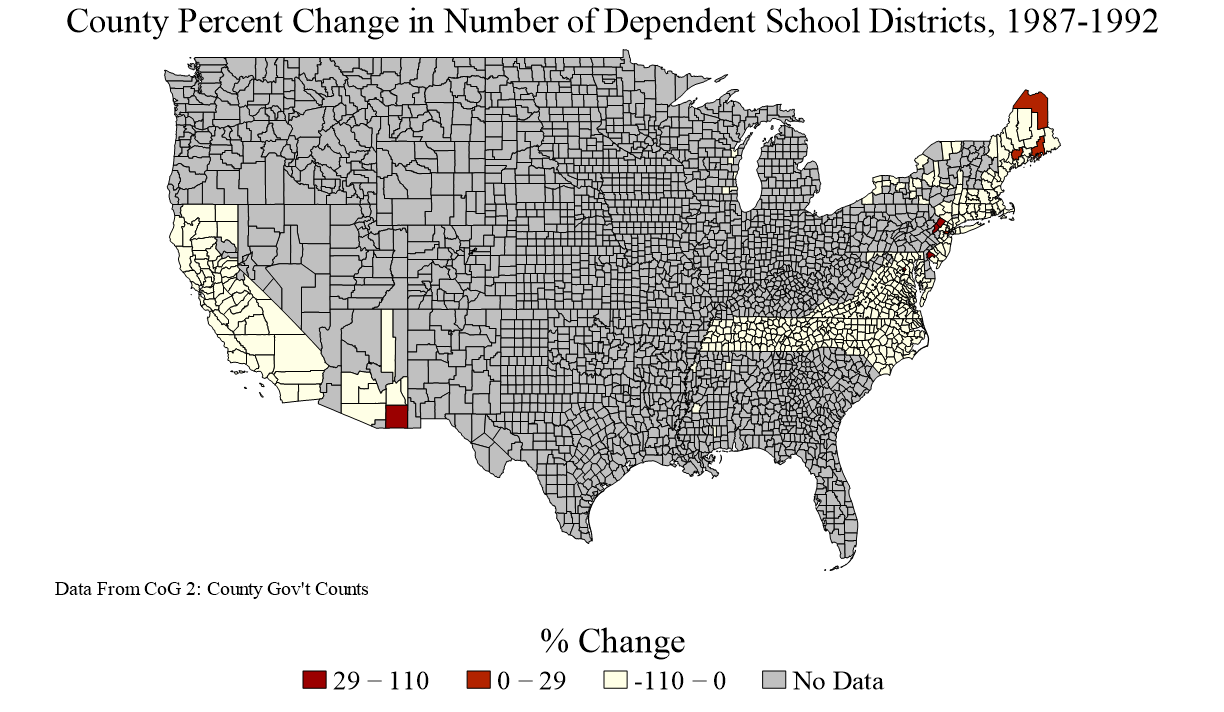 County Percent Change in Number of Dependent School Districts, 1987-1992
Data From CoG 2: County Gov't Counts
% Change
29 – 110 0 – 29 -110 – 0 No Data